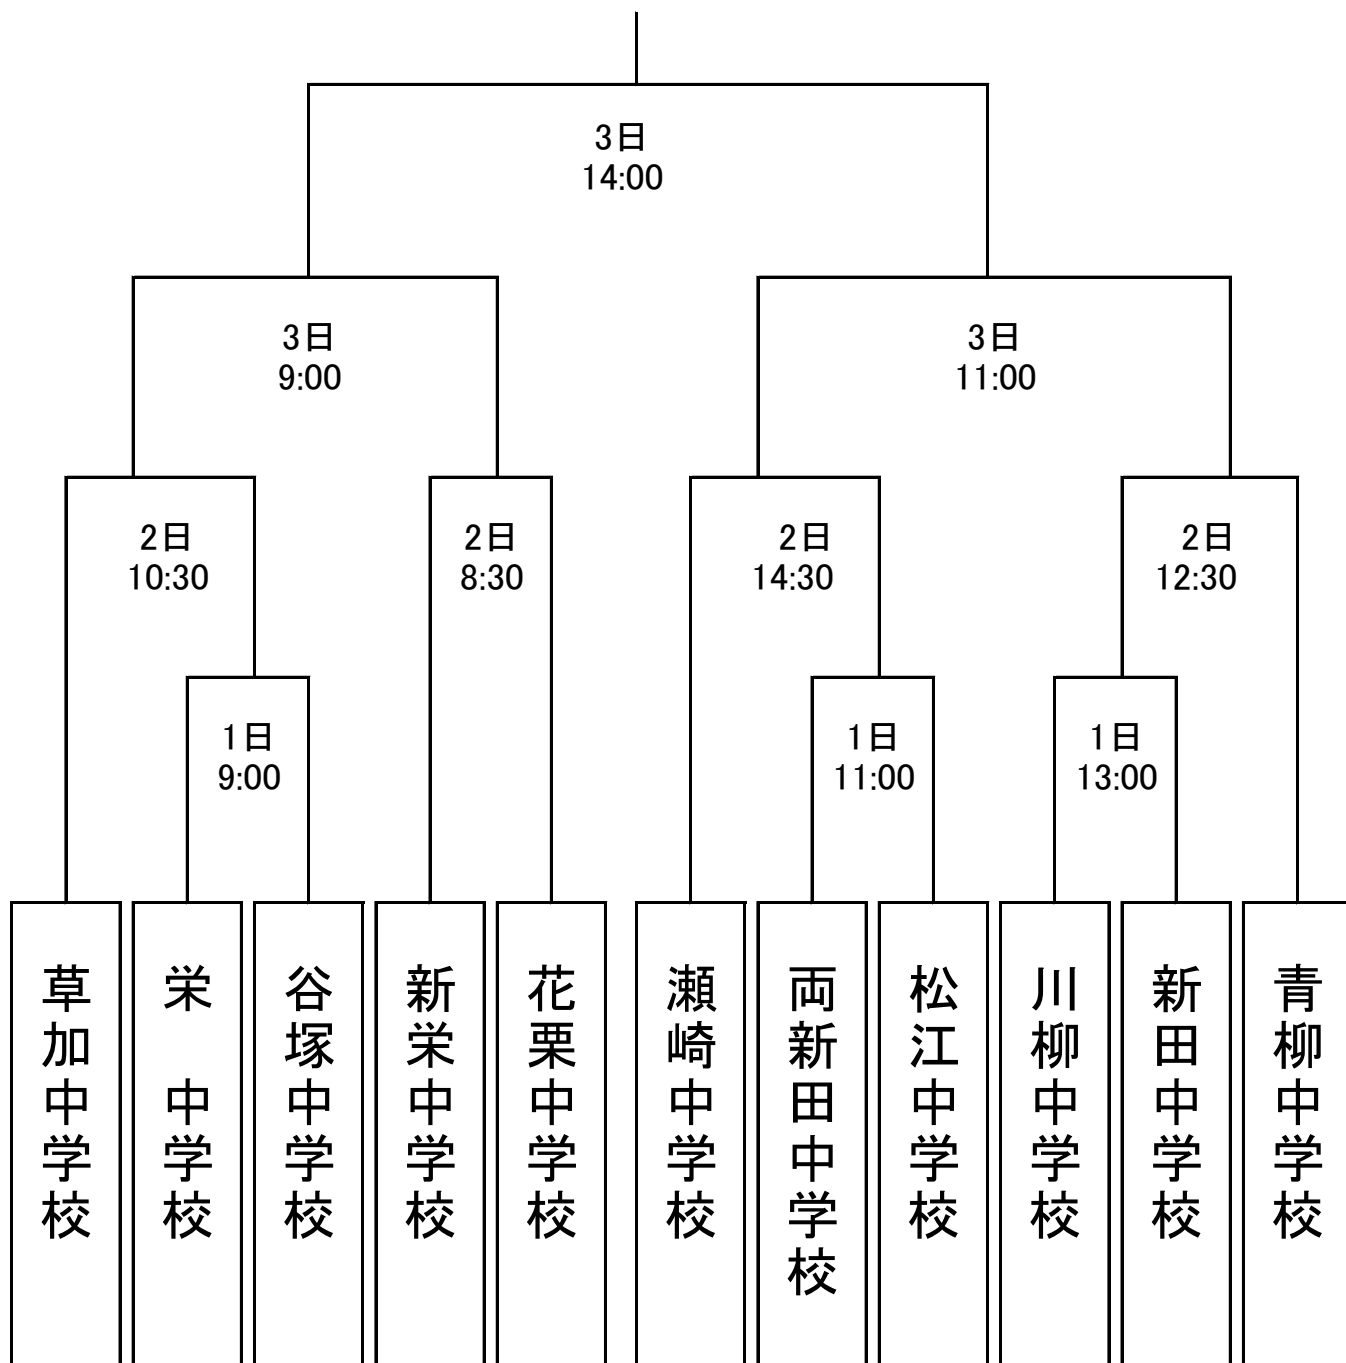 3日
14:00
3日
9:00
3日
11:00
2日
10:30
2日
8:30
2日
14:30
2日
12:30
1日
9:00
1日
11:00
1日
13:00
草加中学校
栄　中学校
谷塚中学校
新栄中学校
花栗中学校
瀬崎中学校
両新田中学校
松江中学校
川柳中学校
新田中学校
青柳中学校